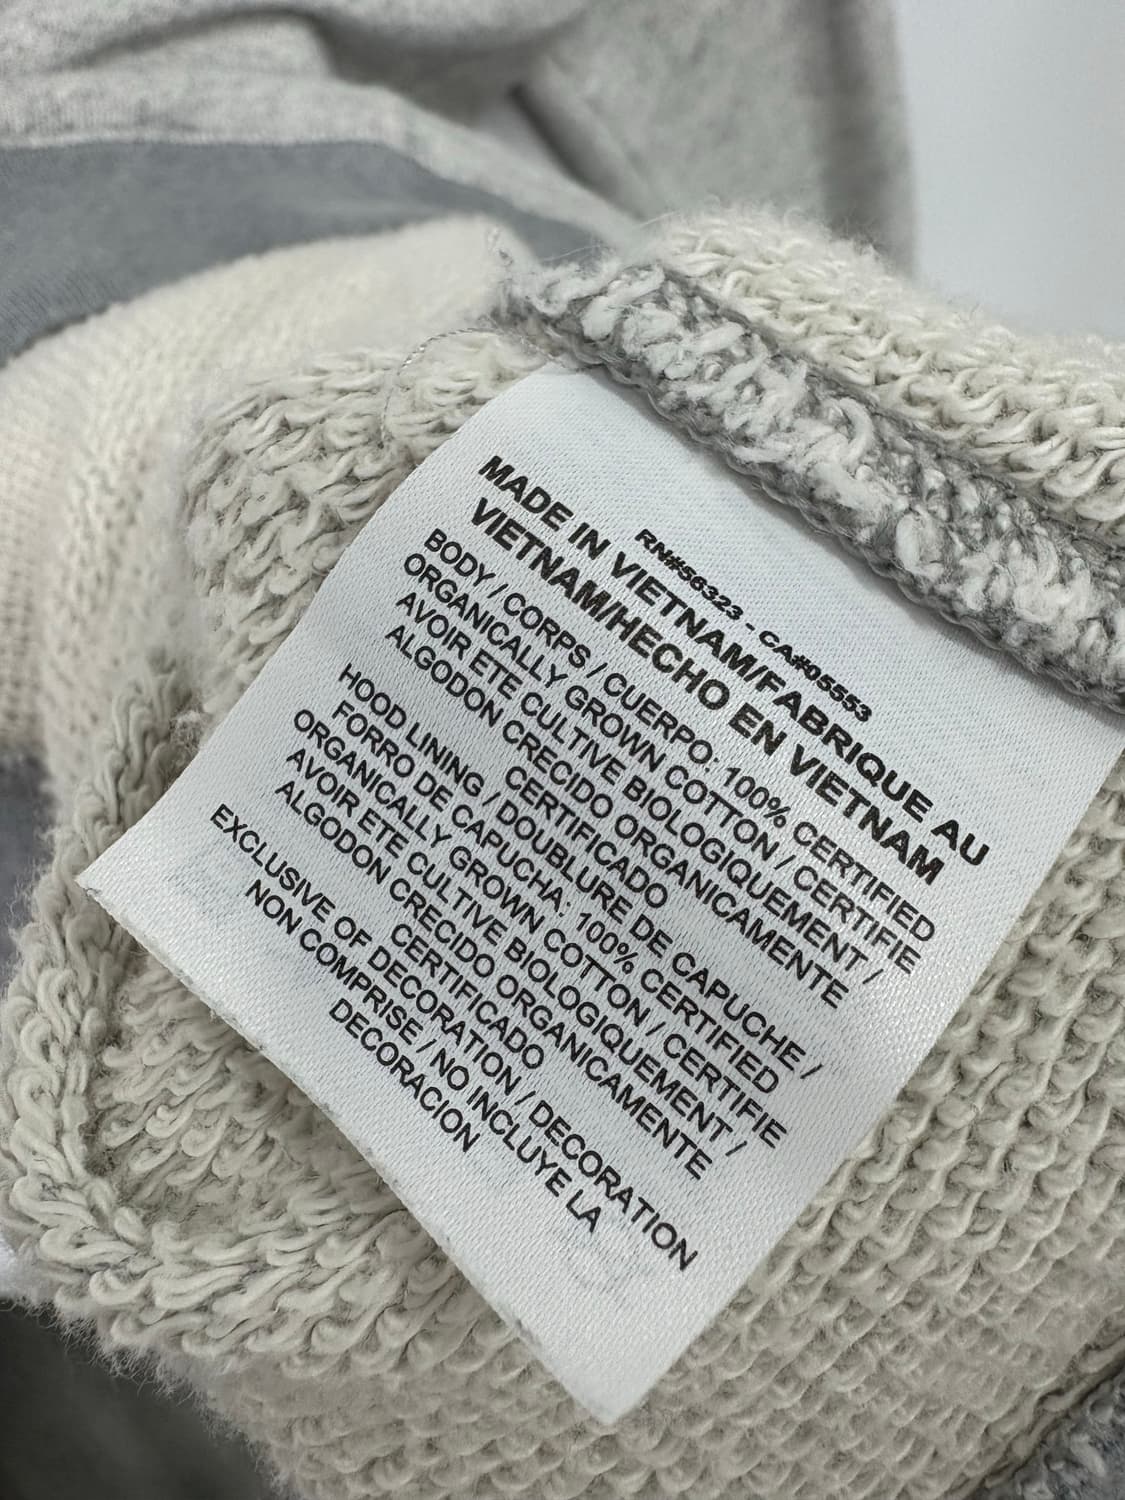 RN#56323 - CA#05553
MADE IN VIETNAM/FABRIQUE AU
VIETNAM/HECHO EN VIETNAM
BODY / CORPS / CUERPO: 100% CERTIFIED
ORGANICALLY GROWN COTTON / CERTIFIE
AVOIR ETE CULTIVE BIOLOGIQUEMENT /
ALGODON CRECIDO ORGANICAMENTE
CERTIFICADO
HOOD LINING / DOUBLURE DE CAPUCHE /
FORRO DE CAPUCHA: 100% CERTIFIED
ORGANICALLY GROWN COTTON / CERTIFIE
AVOIR ETE CULTIVE BIOLOGIQUEMENT /
ALGODON CRECIDO ORGANICAMENTE
CERTIFICADO
EXCLUSIVE OF DECORATION / DECORATION
NON COMPRISE / NO INCLUYE LA
DECORACION